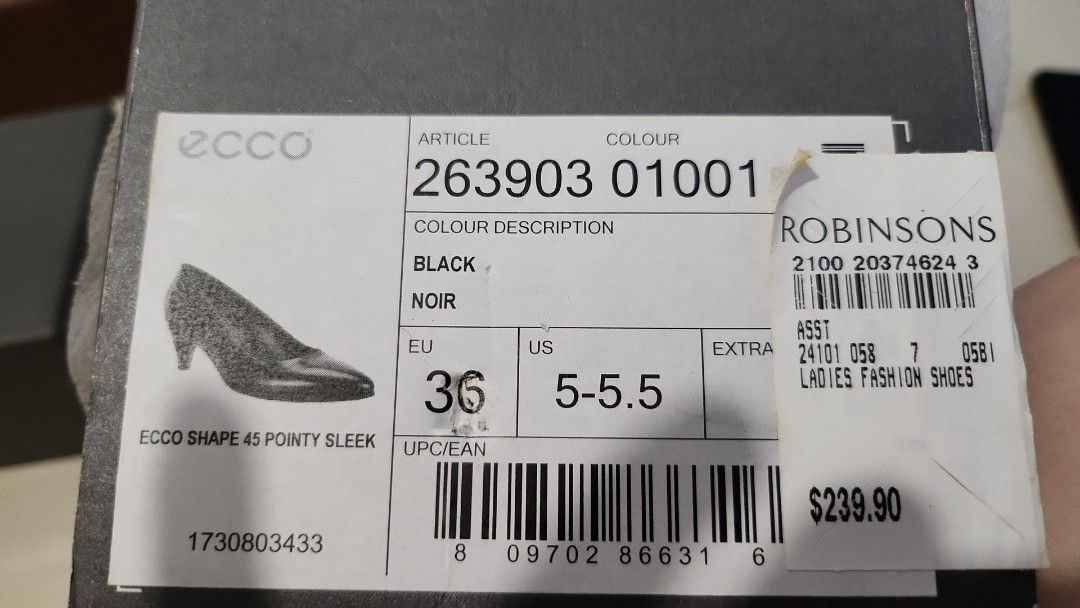 ecco
ARTICLE COLOUR
263903 01001
COLOUR DESCRIPTION
BLACK
NOIR
EU
36
US
5-5.5
EXTRA
UPC/EAN
8 09702 86631 6
ECCO SHAPE 45 POINTY SLEEK
1730803433
ROBINSONS
2100 20374624 3
ASST
24101 058 7 05BI
LADIES FASHION SHOES
$239.90